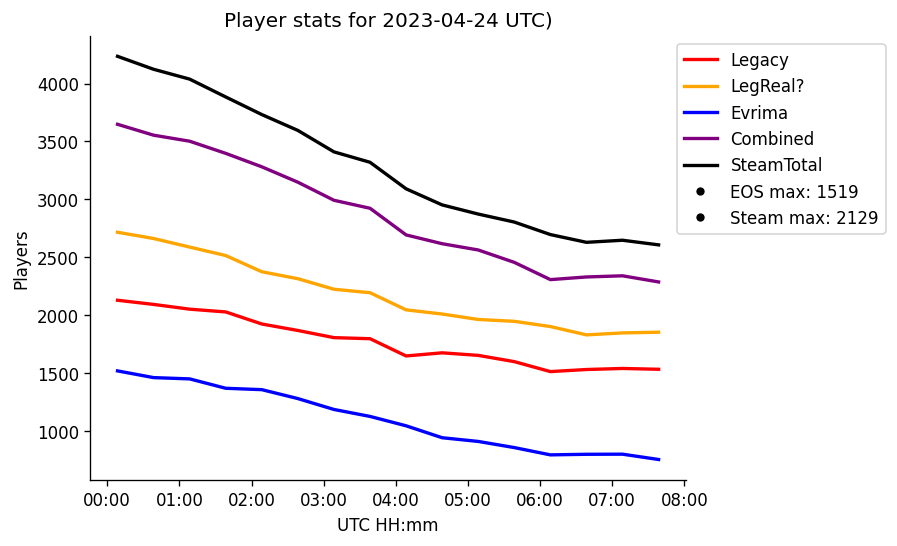 Player stats for 2023-04-24 UTC)
Legacy
LegReal?
Evrima
Combined
SteamTotal
EOS max: 1519
Steam max: 2129
Players
4000
3500
3000
2500
2000
1500
1000
00:00 01:00 02:00 03:00 04:00 05:00 06:00 07:00 08:00
UTC HH:mm